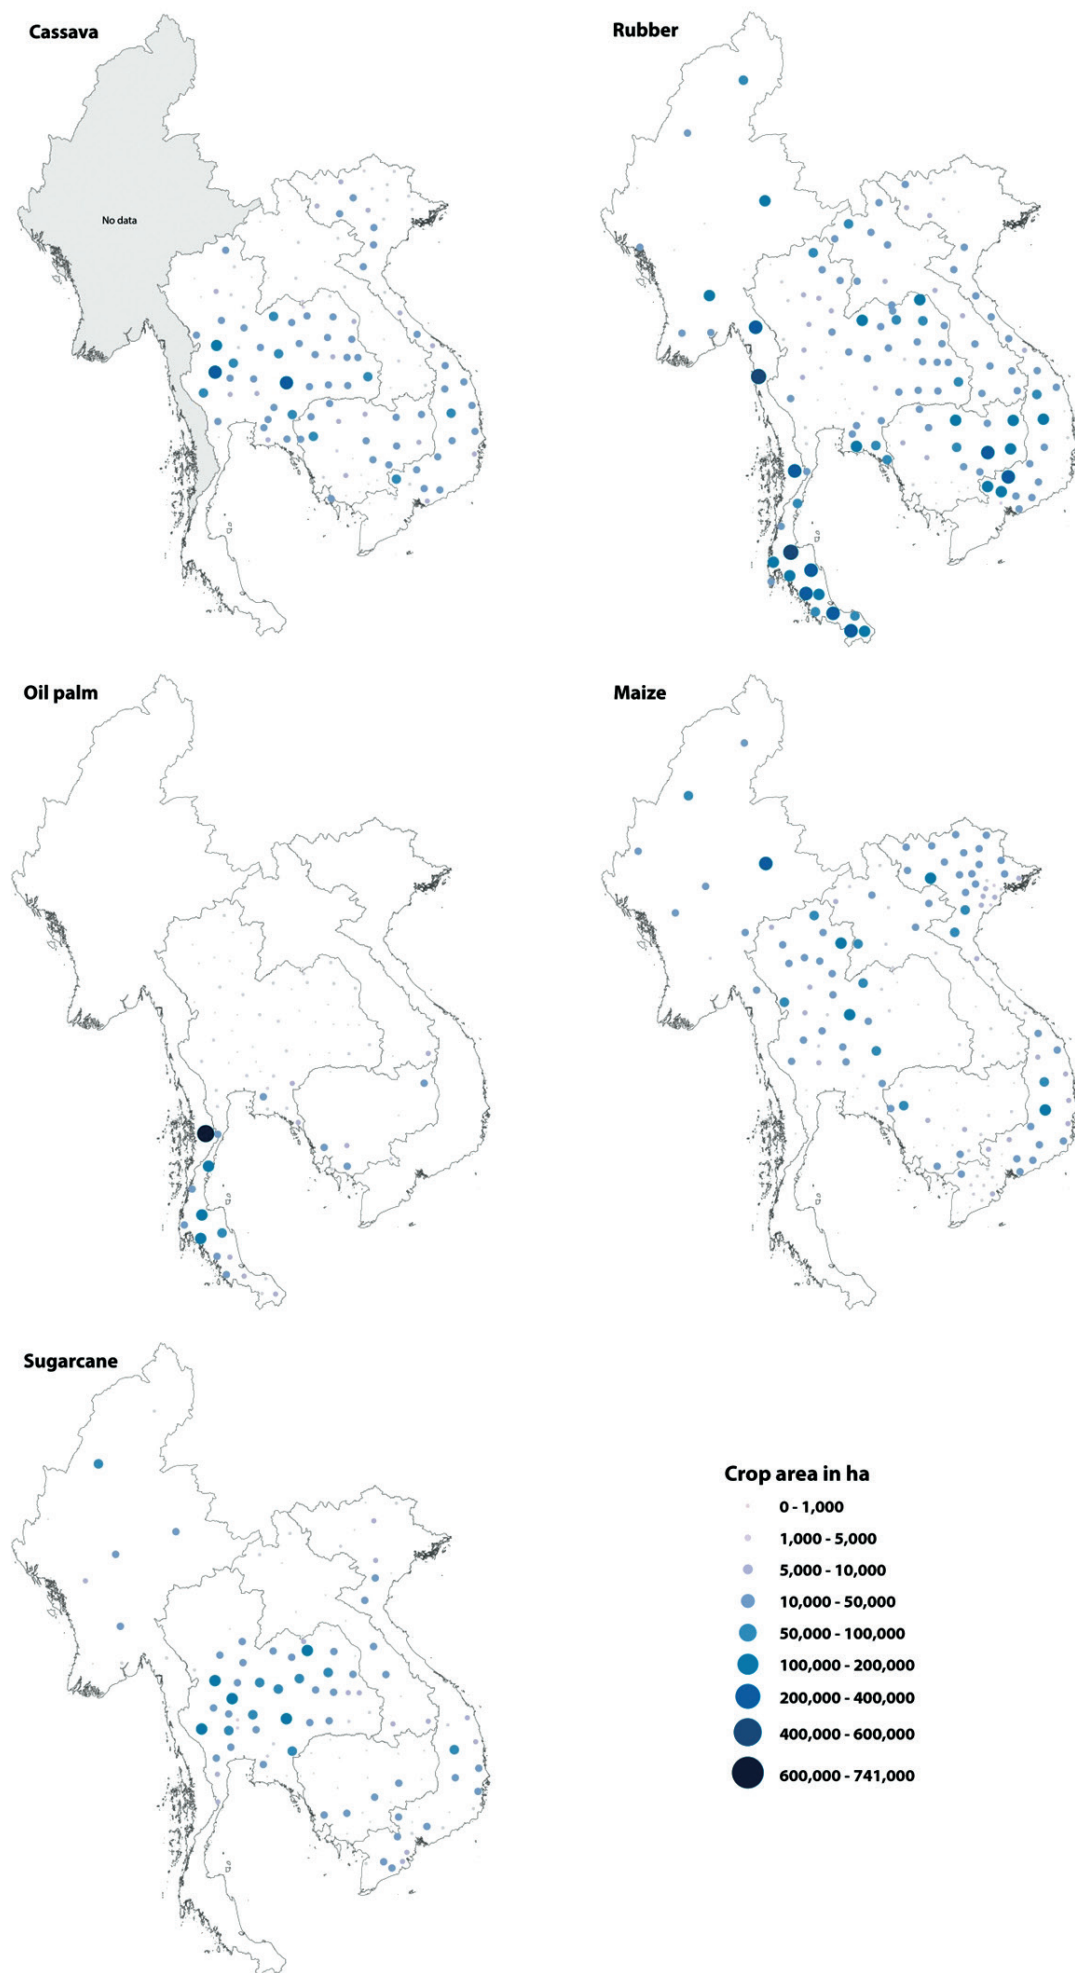 Cassava
Rubber
No data
Oil palm
Maize
Sugarcane
Crop area in ha
0 - 1,000
1,000 - 5,000
5,000 - 10,000
10,000 - 50,000
50,000 - 100,000
100,000 - 200,000
200,000 - 400,000
400,000 - 600,000
600,000 - 741,000